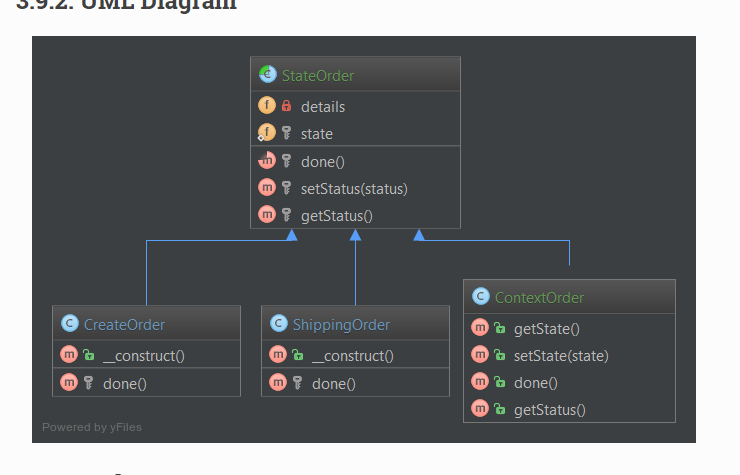 3.9.2. UML Diagram
StateOrder
details
state
done()
setStatus(status)
getStatus()
CreateOrder
__construct()
done()
ShippingOrder
__construct()
done()
ContextOrder
getState()
setState(state)
done()
getStatus()
Powered by yFiles